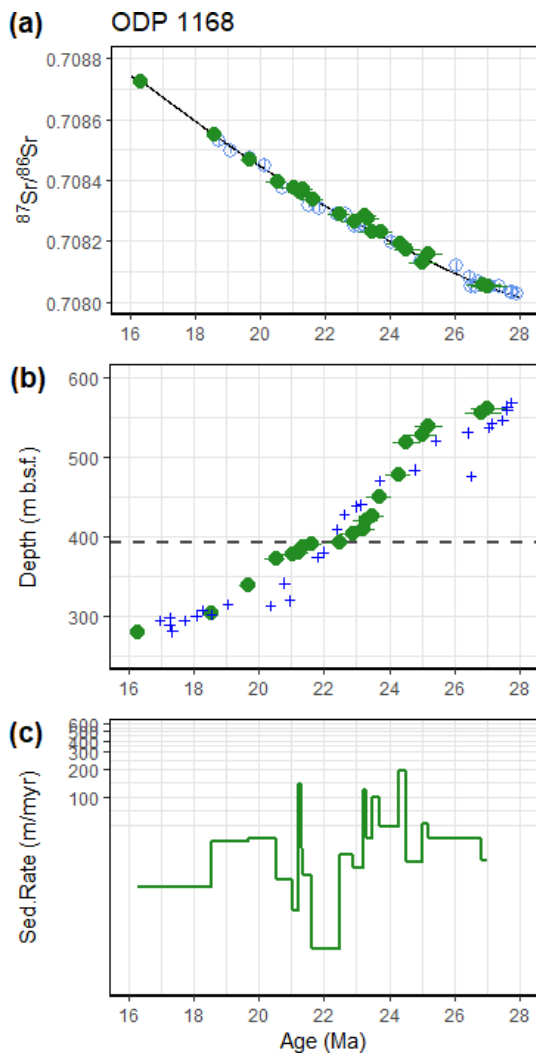 (a) ODP 1168
0.7088
0.7086
0.7084
0.7082
0.7080
87Sr/86Sr
16 18 20 22 24 26 28
(b)
600
500
400
300
Depth (m b.s.f.)
16 18 20 22 24 26 28
(c)
600
500
400
300
200
100
Sed.Rate (m/myr)
16 18 20 22 24 26 28
Age (Ma)